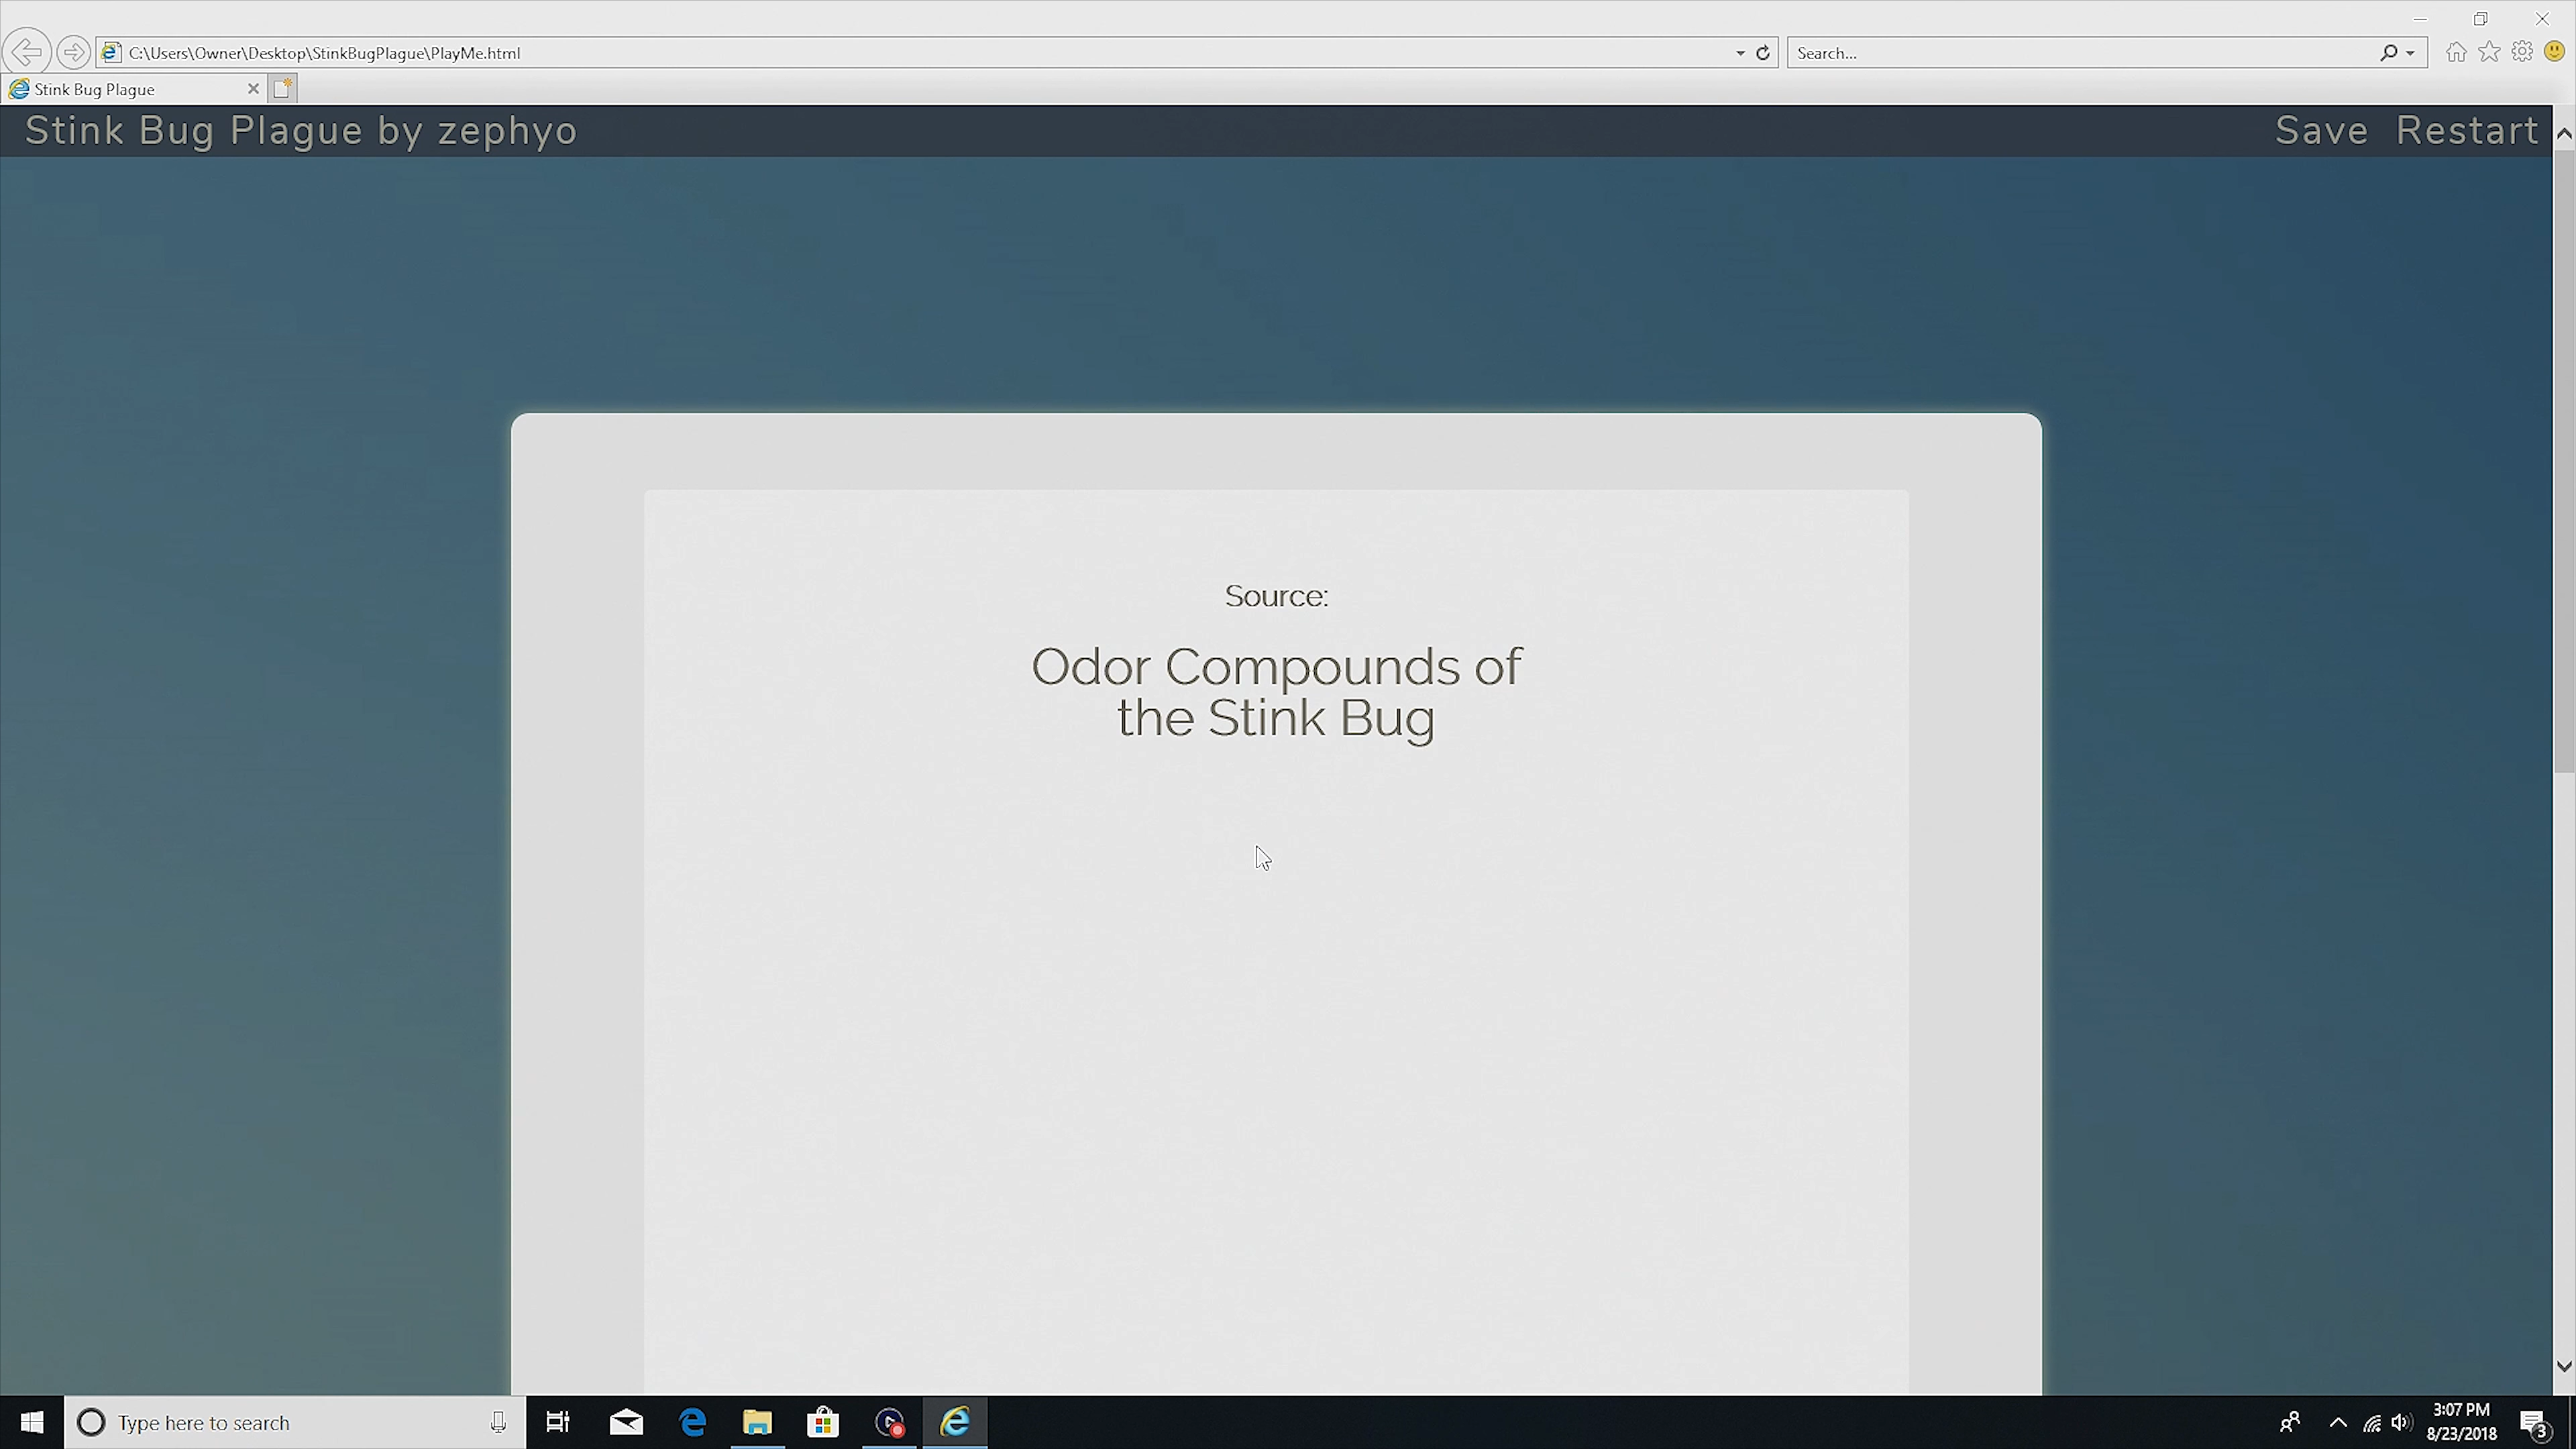 C:\Users\Owner\Desktop\StinkBugPlague\PlayMe.html
Search...
Stink Bug Plague
Stink Bug Plague by zephyo
Save Restart
Source:
Odor Compounds of
the Stink Bug
Type here to search
3:07 PM
8/23/2018
3